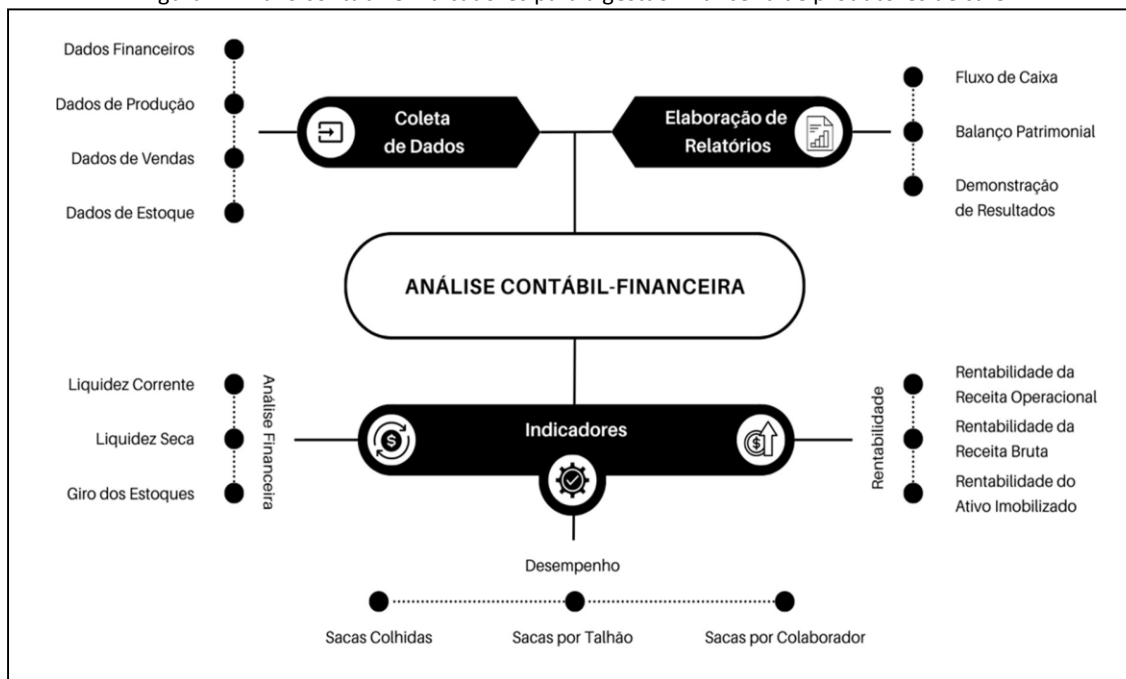 Dados Financeiros
Dados de Produção
Dados de Vendas
Dados de Estoque
Coleta
de Dados
Elaboração de
Relatórios
Fluxo de Caixa
Balanço Patrimonial
Demonstração
de Resultados
ANÁLISE CONTÁBIL-FINANCEIRA
Liquidez Corrente
Liquidez Seca
Giro dos Estoques
Análise Financeira
Indicadores
Rentabilidade
Rentabilidade da
Receita Operacional
Rentabilidade da
Receita Bruta
Rentabilidade do
Ativo Imobilizado
Desempenho
Sacas Colhidas
Sacas por Talhão
Sacas por Colaborador